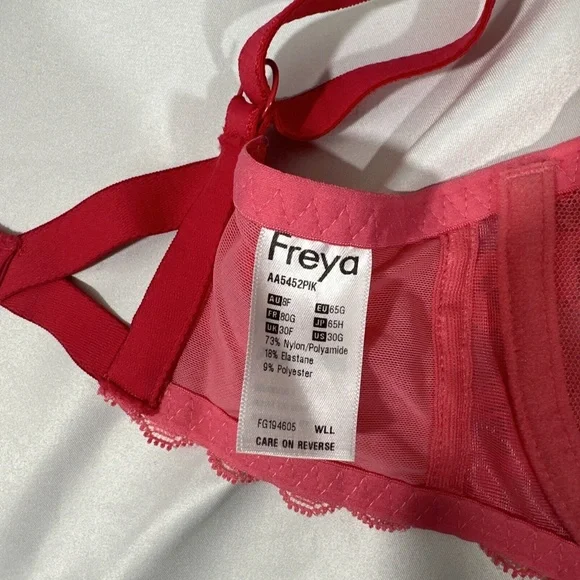 Freya
AA5452PIK
AU 8F EU 65G
FR 80G JP 65H
UK 30F US 30G
73% Nylon/Polyamide
18% Elastane
9% Polyester
FG194605 WLL
CARE ON REVERSE